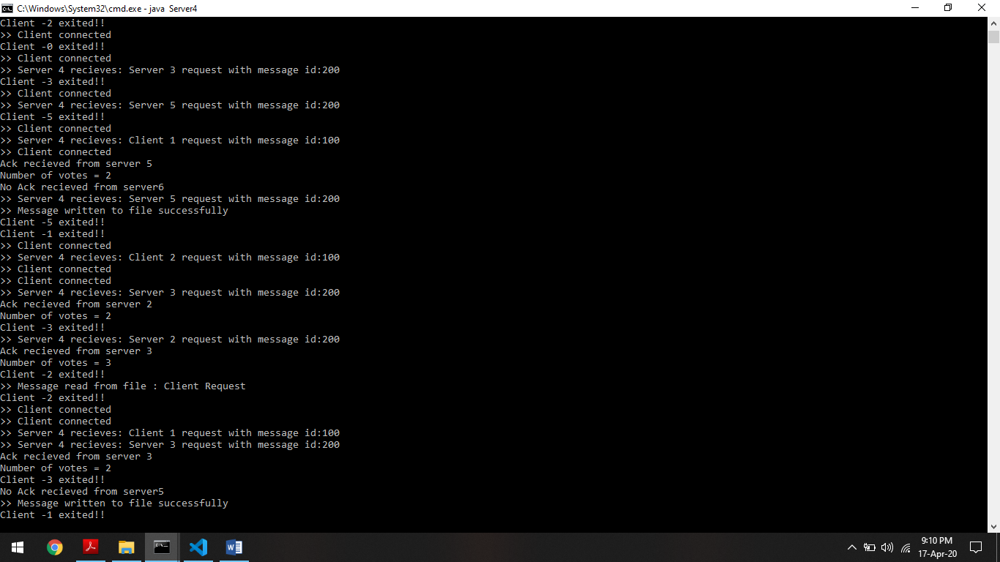 C:\Windows\System32\cmd.exe - java Server4
Client -2 exited!!
>> Client connected
Client -0 exited!!
>> Client connected
>> Server 4 recieves: Server 3 request with message id:200
Client -3 exited!!
>> Client connected
>> Server 4 recieves: Server 5 request with message id:200
Client -5 exited!!
>> Client connected
>> Server 4 recieves: Client 1 request with message id:100
>> Client connected
Ack recieved from server 5
Number of votes = 2
No Ack recieved from server6
>> Server 4 recieves: Server 5 request with message id:200
>> Message written to file successfully
Client -5 exited!!
Client -1 exited!!
>> Client connected
>> Server 4 recieves: Client 2 request with message id:100
>> Client connected
>> Client connected
>> Server 4 recieves: Server 3 request with message id:200
Ack recieved from server 2
Number of votes = 2
Client -3 exited!!
>> Server 4 recieves: Server 2 request with message id:200
Ack recieved from server 3
Number of votes = 3
Client -2 exited!!
>> Message read from file : Client Request
Client -2 exited!!
>> Client connected
>> Client connected
>> Server 4 recieves: Client 1 request with message id:100
>> Server 4 recieves: Server 3 request with message id:200
Ack recieved from server 3
Number of votes = 2
Client -3 exited!!
No Ack recieved from server5
>> Message written to file successfully
Client -1 exited!!
9:10 PM
17-Apr-20